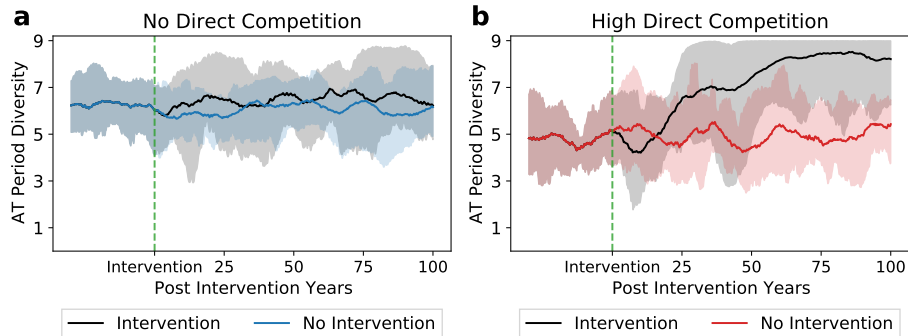 a
No Direct Competition
AT Period Diversity
9
7
5
3
1
Intervention 25 50 75 100
Post Intervention Years
Intervention No Intervention
b
High Direct Competition
AT Period Diversity
9
7
5
3
1
Intervention 25 50 75 100
Post Intervention Years
Intervention No Intervention